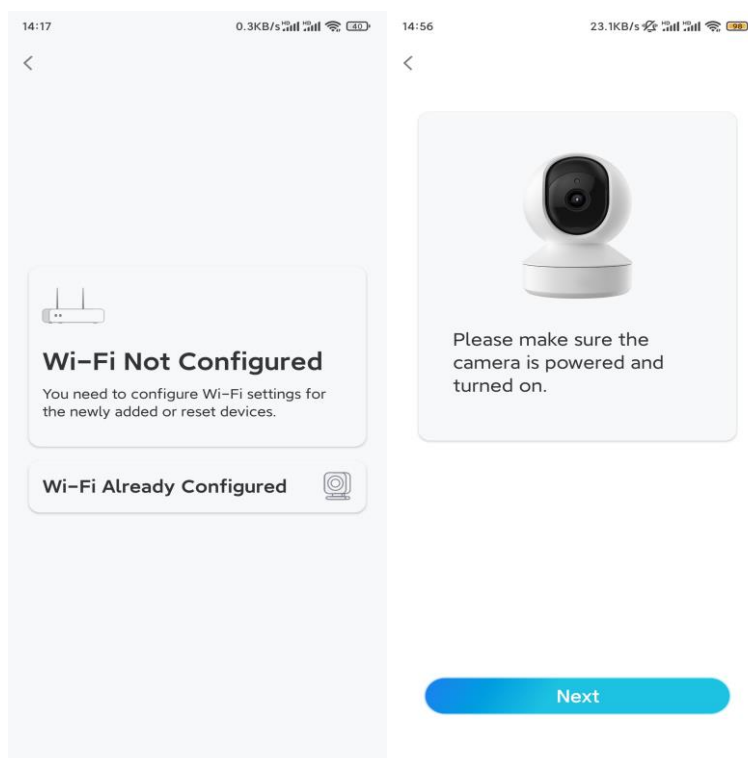 14:17
0.3KB/s
40
Wi-Fi Not Configured
You need to configure Wi-Fi settings for
the newly added or reset devices.
Wi-Fi Already Configured
14:56
23.1KB/s
98
Please make sure the
camera is powered and
turned on.
Next